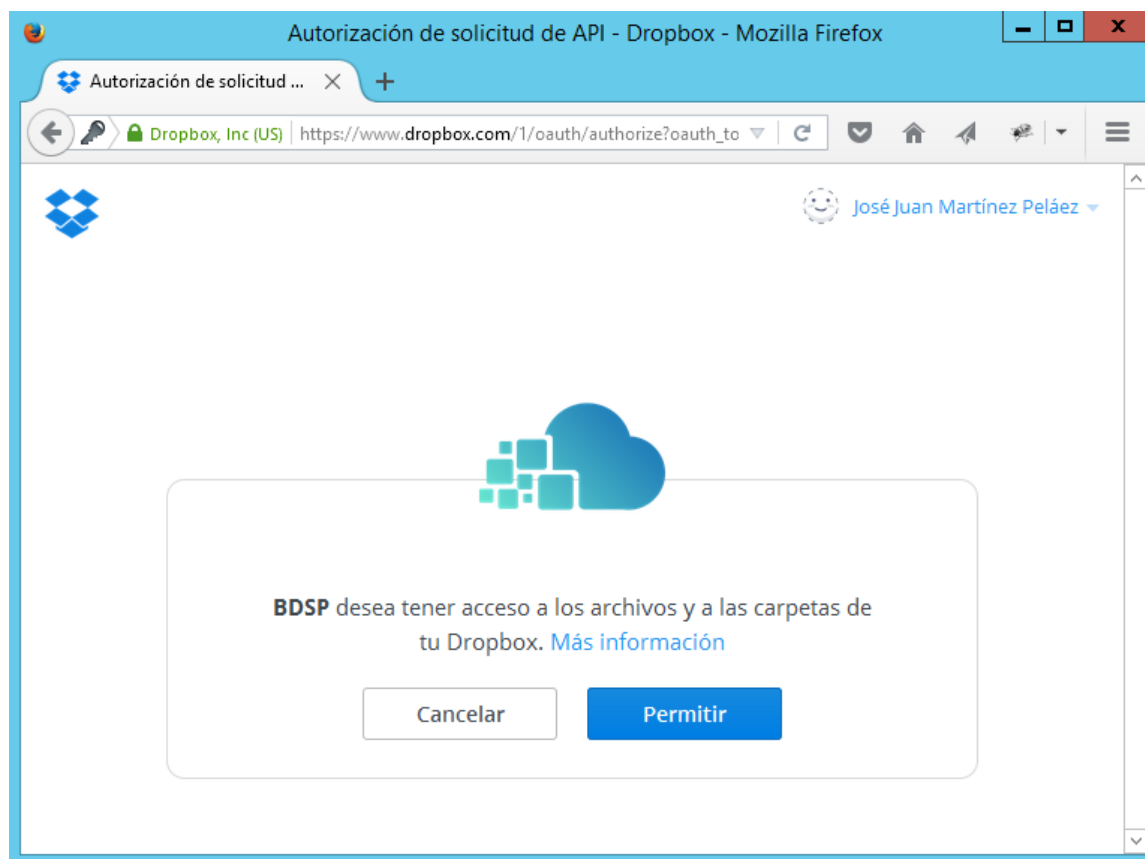 Autorización de solicitud de API - Dropbox - Mozilla Firefox
Autorización de solicitud ...
Dropbox, Inc (US) https://www.dropbox.com/1/oauth/authorize?oauth_to
José Juan Martínez Peláez
BDSP desea tener acceso a los archivos y a las carpetas de
tu Dropbox. Más información
Cancelar Permitir